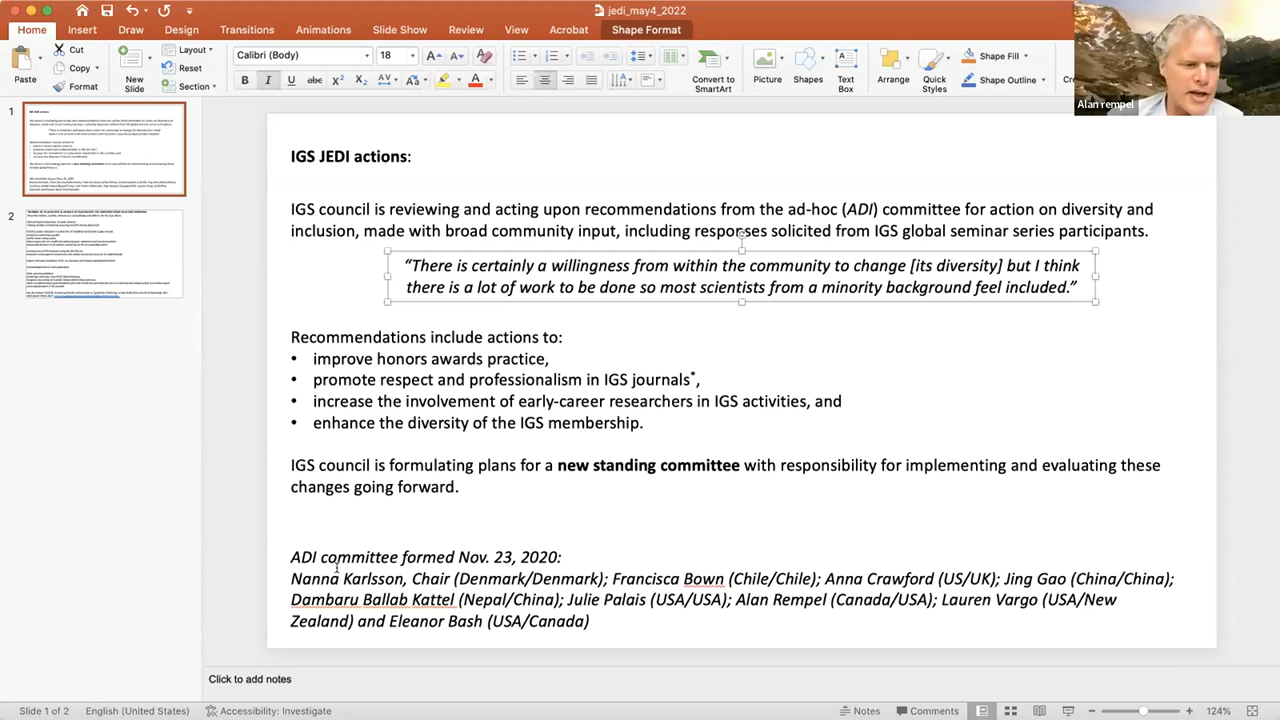 jedi_may4_2022
Home Insert Draw Design Transitions Animations Slide Show Review View Acrobat Shape Format
Paste Cut Copy Format
New Slide Layout Reset Section
Calibri (Body) 18
Convert to SmartArt
Picture Shapes Text Box Arrange Quick Styles
Shape Fill
Shape Outline
Alan rempel
1
2
IGS JEDI actions:
IGS council is reviewing and acting upon recommendations from
(ADI)
for action on diversity and
inclusion, made with broad community input, including responses solicited from IGS global seminar series participants.
“There is certainly a willingness from within the community to change [re diversity] but I think
there is a lot of work to be done so most scientists from a minority background feel included.”
Recommendations include actions to:
• improve honors awards practice,
• promote respect and professionalism in IGS journals*,
• increase the involvement of early-career researchers in IGS activities, and
• enhance the diversity of the IGS membership.
IGS council is formulating plans for a new standing committee with responsibility for implementing and evaluating these
changes going forward.
ADI committee formed Nov. 23, 2020:
Nanna Karlsson, Chair (Denmark/Denmark); Francisca Bown (Chile/Chile); Anna Crawford (US/UK); Jing Gao (China/China);
Dambaru Ballab Kattel (Nepal/China); Julie Palais (USA/USA); Alan Rempel (Canada/USA); Lauren Vargo (USA/New
Zealand) and Eleanor Bash (USA/Canada)
Click to add notes
Slide 1 of 2 English (United States) Accessibility: Investigate Notes Comments 124%